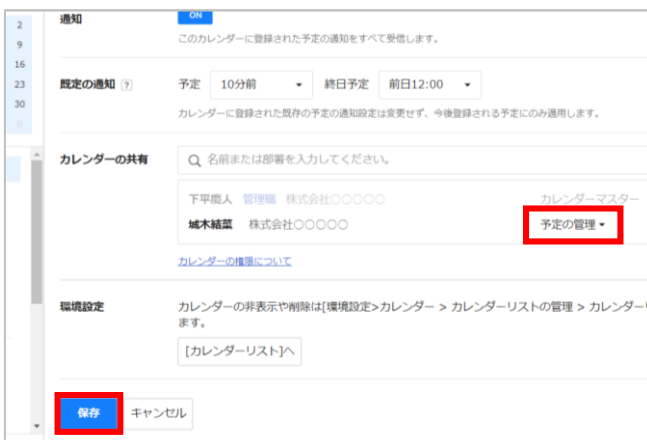 2
9
16
23
30
6
通知 ON
このカレンダーに登録された予定の通知をすべて受信します。
既定の通知 ? 予定 10分前 終日予定 前日12:00
カレンダーに登録された既存の予定の通知設定は変更せず、今後登録される予定にのみ適用します。
カレンダーの共有 名前または部署を入力してください。
下平庵人 管理職 株式会社〇〇〇〇〇 カレンダーマスター
城木結菜 株式会社〇〇〇〇〇 予定の管理
カレンダーの権限について
環境設定 カレンダーの非表示や削除は[環境設定>カレンダー > カレンダーリストの管理 > カレンダー
ます。
[カレンダーリスト]へ
保存 キャンセル